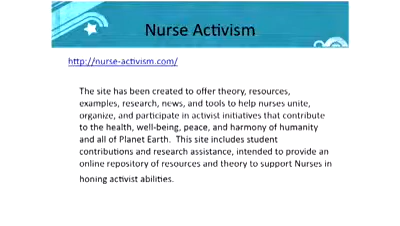 Nurse Activism
http://nurse-activism.com/
The site has been created to offer theory, resources,
examples, research, news, and tools to help nurses unite,
organize, and participate in activist initiatives that contribute
to the health, well-being, peace, and harmony of humanity
and all of Planet Earth.  This site includes student
contributions and research assistance, intended to provide an
online repository of resources and theory to support Nurses in
honing activist abilities.